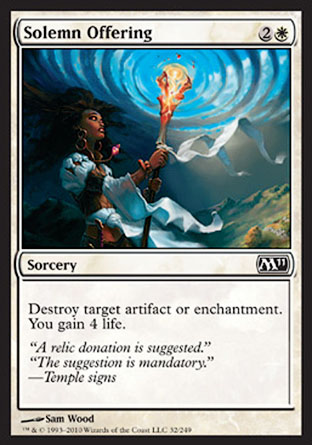 Solemn Offering 2
Sorcery M11
Destroy target artifact or enchantment.
You gain 4 life.
"A relic donation is suggested."
"The suggestion is mandatory."
—Temple signs
Sam Wood
™ & © 1993–2010 Wizards of the Coast LLC 32/249